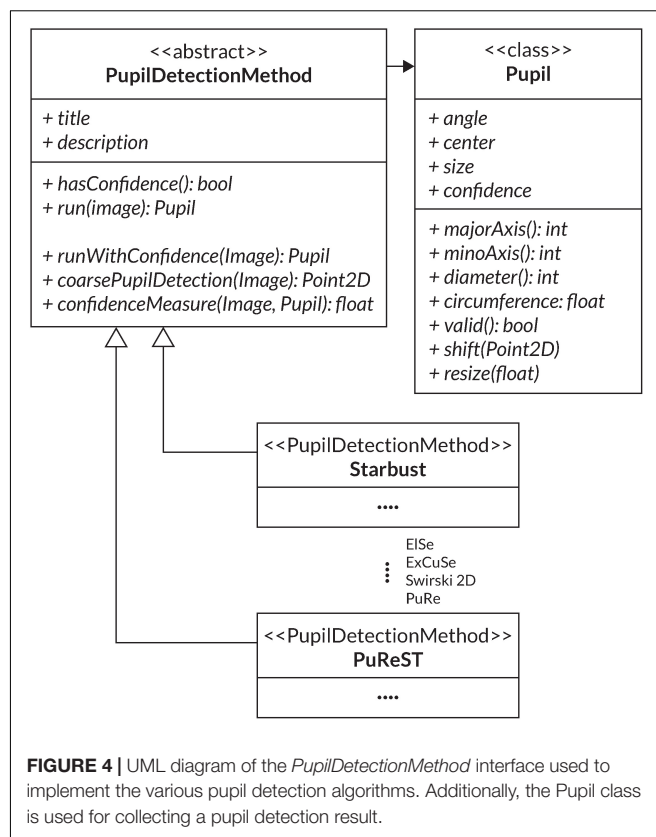 <<abstract>>
PupilDetectionMethod
+ title
+ description
+ hasConfidence(): bool
+ run(image): Pupil
+ runWithConfidence(Image): Pupil
+ coarsePupilDetection(Image): Point2D
+ confidenceMeasure(Image, Pupil): float
<<class>>
Pupil
+ angle
+ center
+ size
+ confidence
+ majorAxis(): int
+ minoAxis(): int
+ diameter(): int
+ circumference: float
+ valid(): bool
+ shift(Point2D)
+ resize(float)
<<PupilDetectionMethod>>
Starbust
....
ElSe
ExCuSe
Swirski 2D
PuRe
<<PupilDetectionMethod>>
PuReST
....
FIGURE 4 | UML diagram of the PupilDetectionMethod interface used to
implement the various pupil detection algorithms. Additionally, the Pupil class
is used for collecting a pupil detection result.